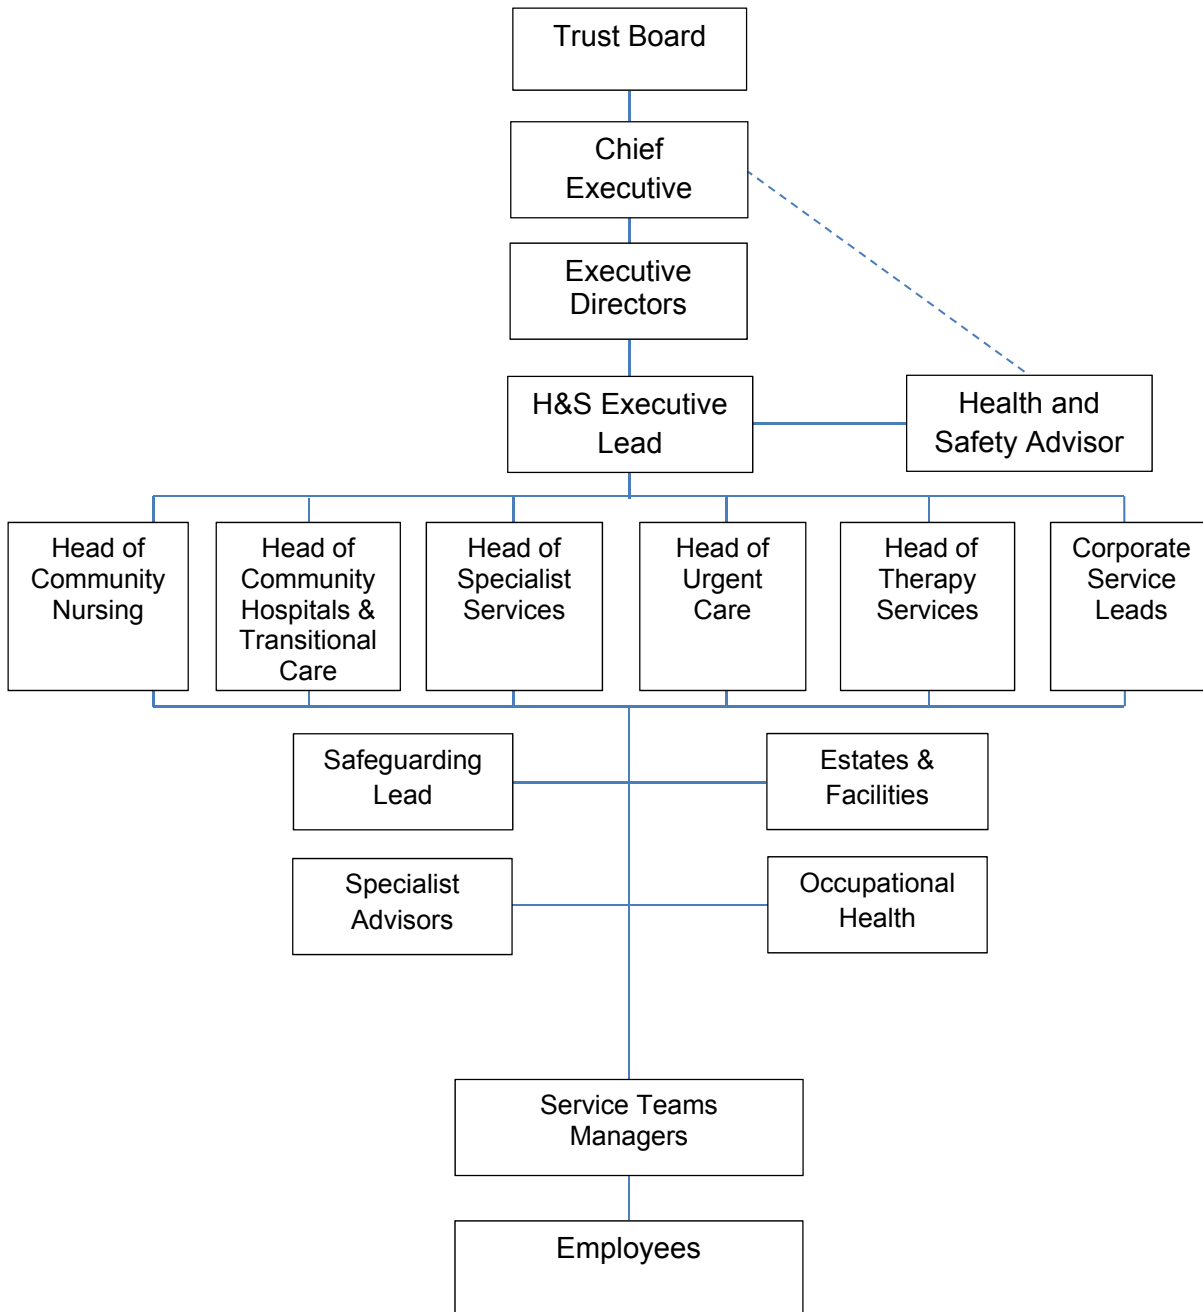 Trust Board
Chief
Executive
Executive
Directors
H&S Executive
Lead
Health and
Safety Advisor
Head of
Community
Nursing
Head of
Community
Hospitals &
Transitional
Care
Head of
Specialist
Services
Head of
Urgent
Care
Head of
Therapy
Services
Corporate
Service
Leads
Safeguarding
Lead
Estates &
Facilities
Specialist
Advisors
Occupational
Health
Service Teams
Managers
Employees